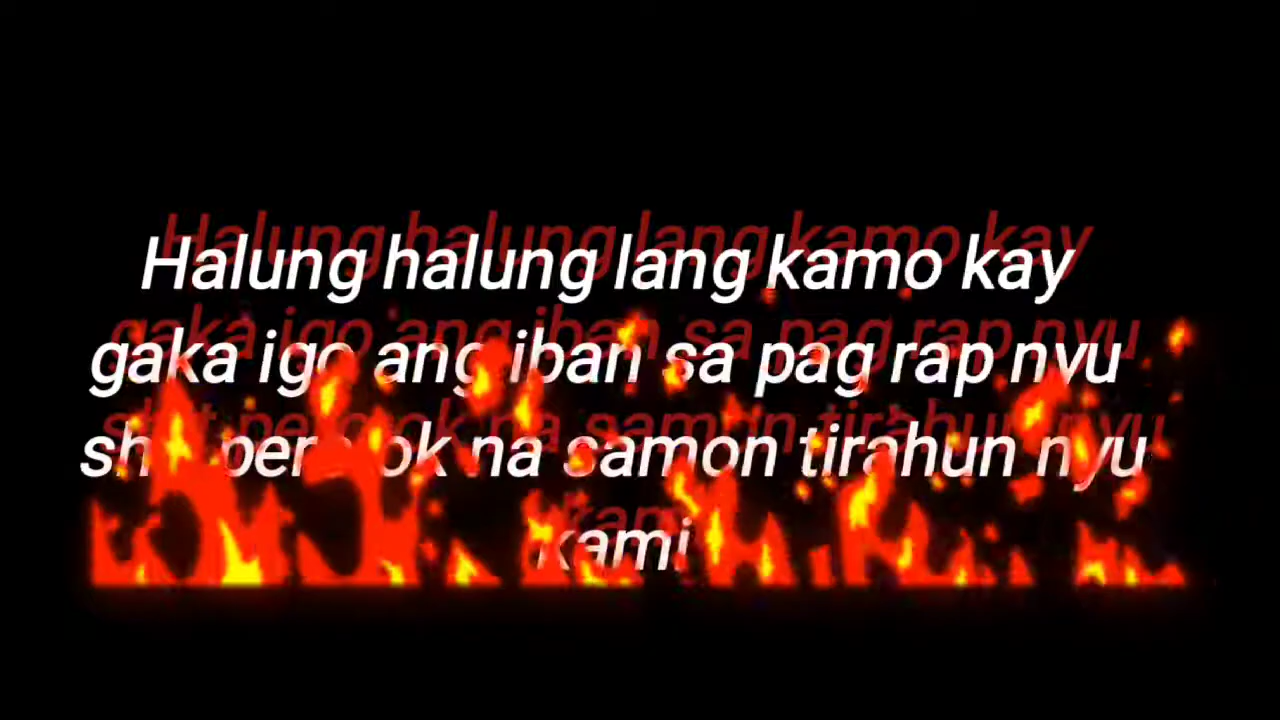 Halung halung lang kamo kay
gaka igo ang iban sa pag rap nyu
na samon tirahun nyu
kami